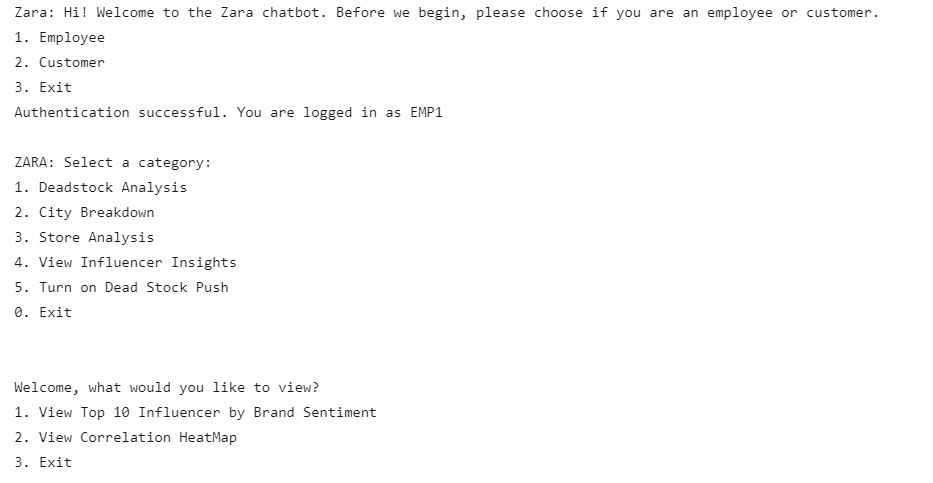 Zara: Hi! Welcome to the Zara chatbot. Before we begin, please choose if you are an employee or customer.
1. Employee
2. Customer
3. Exit
Authentication successful. You are logged in as EMP1
ZARA: Select a category:
1. Deadstock Analysis
2. City Breakdown
3. Store Analysis
4. View Influencer Insights
5. Turn on Dead Stock Push
0. Exit
Welcome, what would you like to view?
1. View Top 10 Influencer by Brand Sentiment
2. View Correlation HeatMap
3. Exit